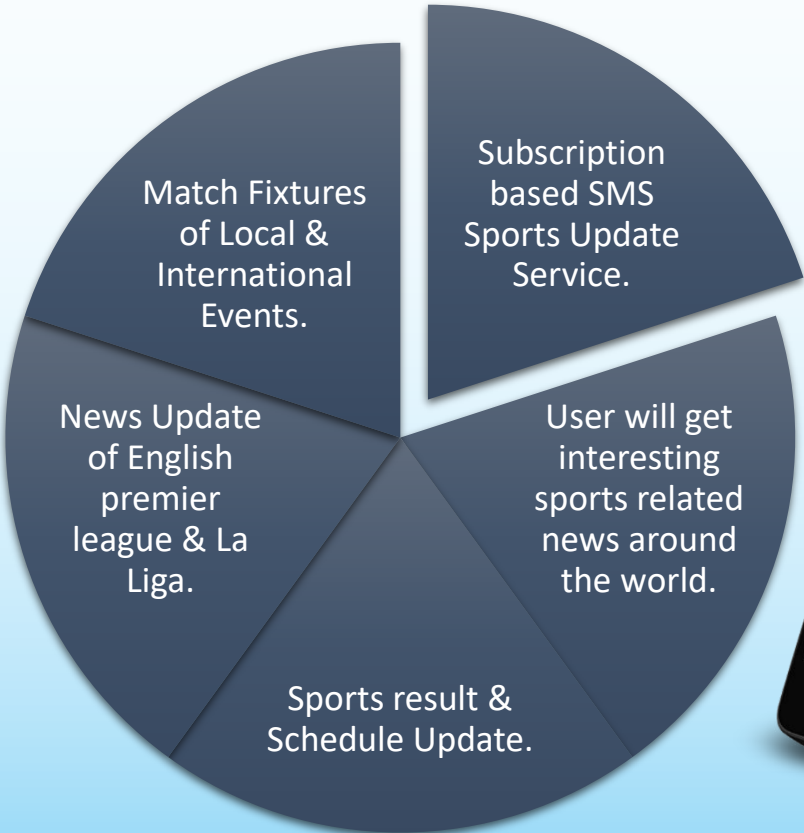 Subscription
based SMS
Sports Update
Service.
User will get
interesting
sports related
news around
the world.
Sports result &
Schedule Update.
News Update
of English
premier
league & La
Liga.
Match Fixtures
of Local &
International
Events.